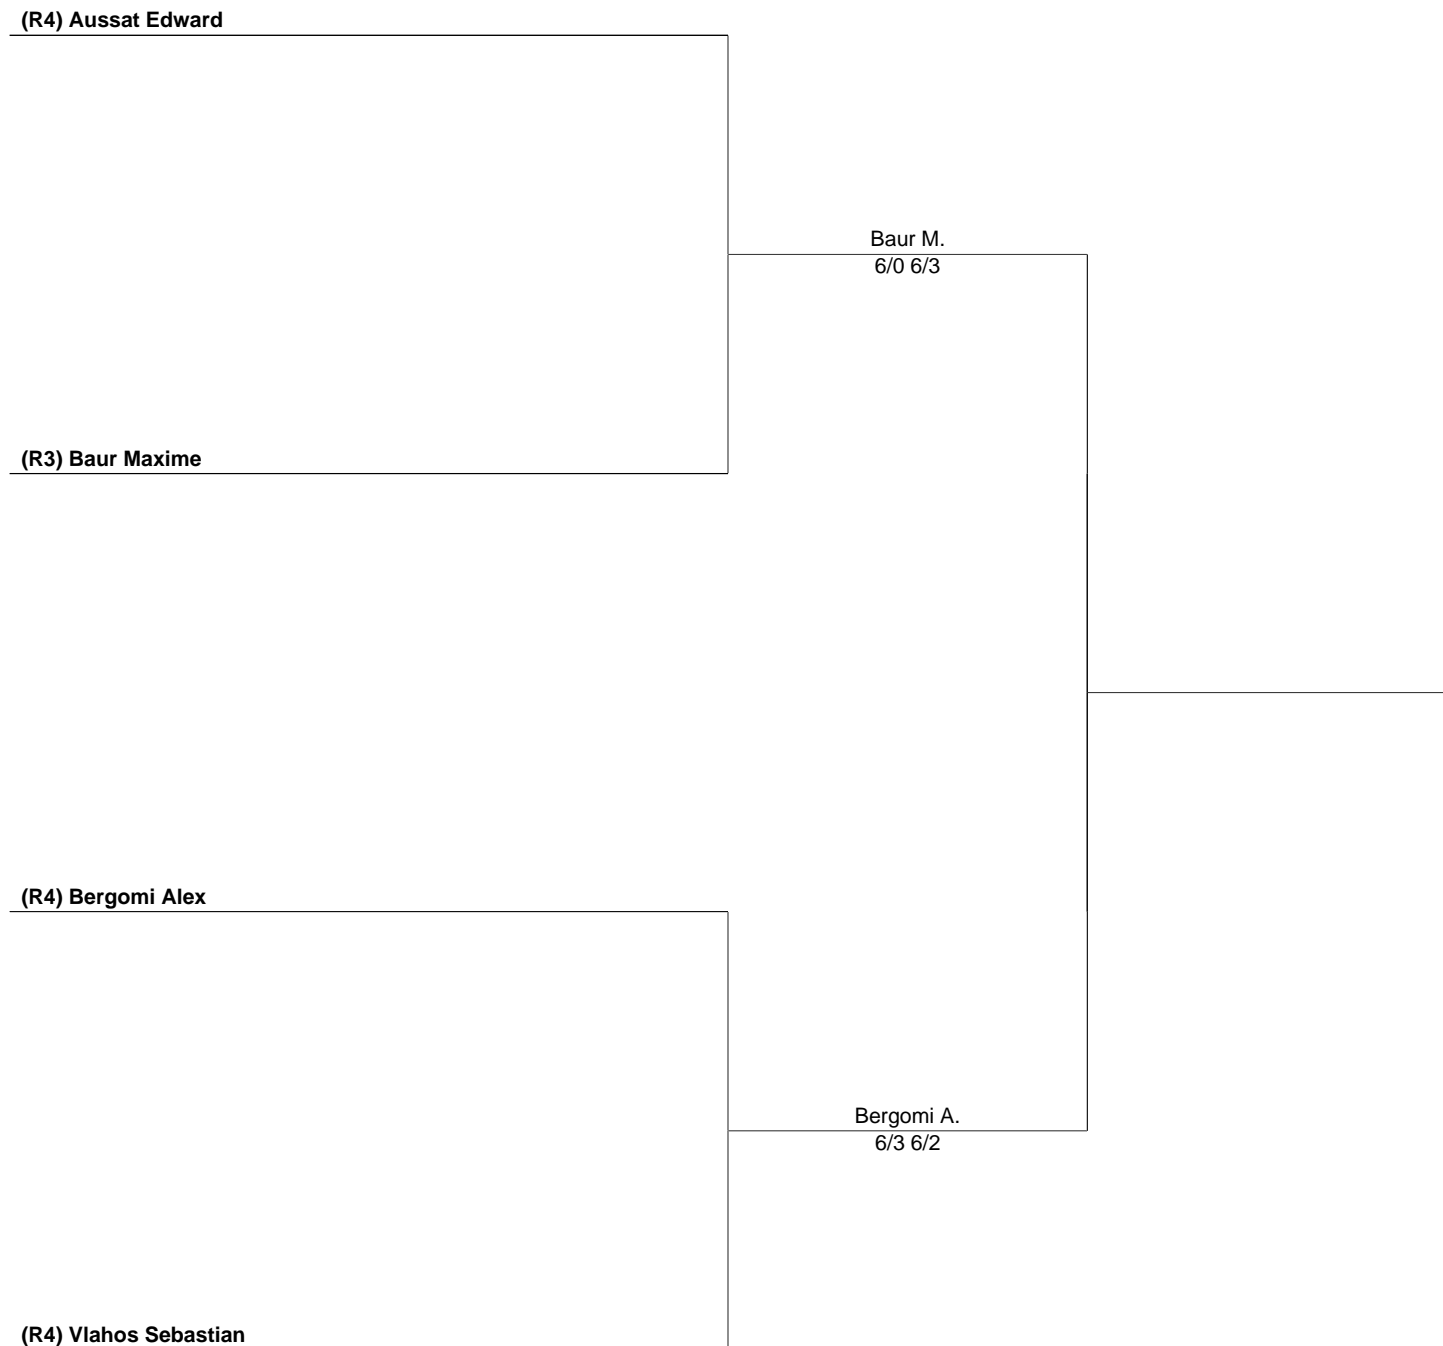 (R4) Aussat Edward
Baur M.
6/0 6/3
(R3) Baur Maxime
(R4) Bergomi Alex
Bergomi A.
6/3 6/2
(R4) Vlahos Sebastian